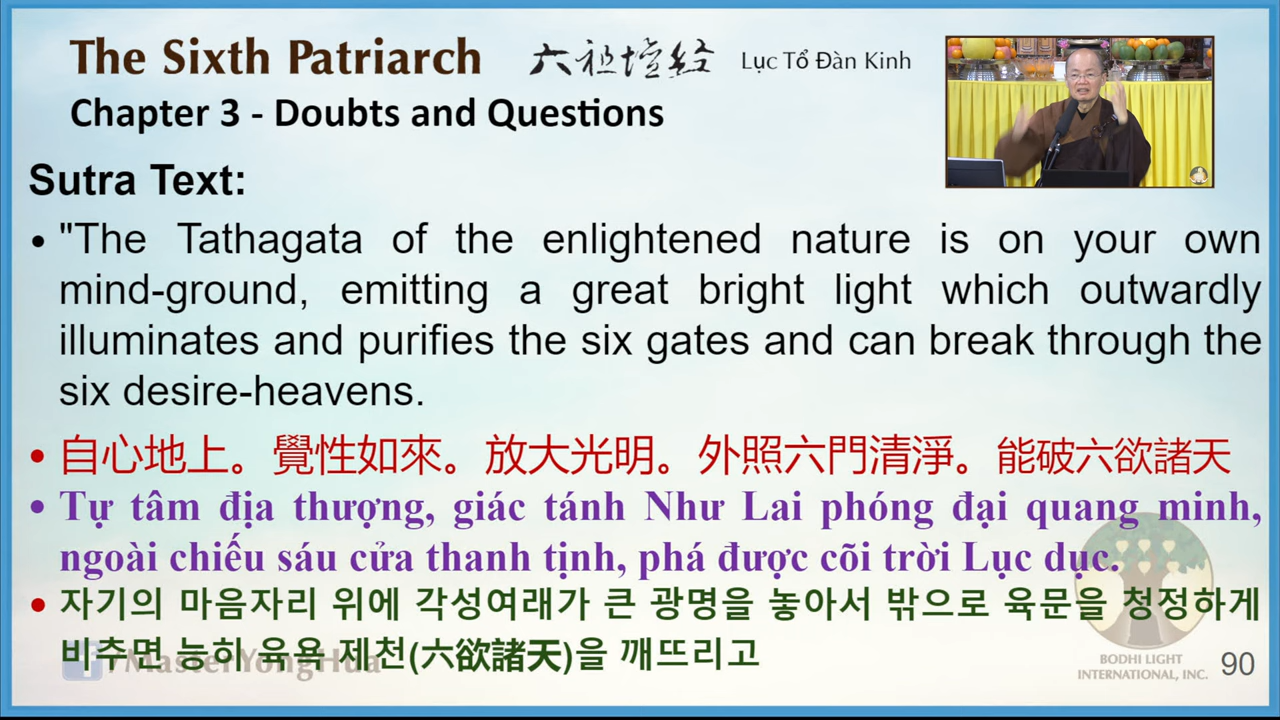 The Sixth Patriarch 六祖壇经 Lục Tổ Đàn Kinh
Chapter 3 - Doubts and Questions
Sutra Text:
• "The Tathagata of the enlightened nature is on your own
mind-ground, emitting a great bright light which outwardly
illuminates and purifies the six gates and can break through the
six desire-heavens.
• 自心地上。覺性如來。放大光明。外照六門清淨。能破六欲諸天
• Tự tâm địa thượng, giác tánh Như Lai phóng đại quang minh,
ngoài chiếu sáu cửa thanh tịnh, phá được cõi trời Lục dục.
• 자기의 마음자리 위에 각성여래가 큰 광명을 놓아서 밖으로 육문을 청정하게
비추면 능히 육욕 제천(六欲諸天)을 깨뜨리고
f /MasterYongHua
BODHI LIGHT
INTERNATIONAL, INC.
90